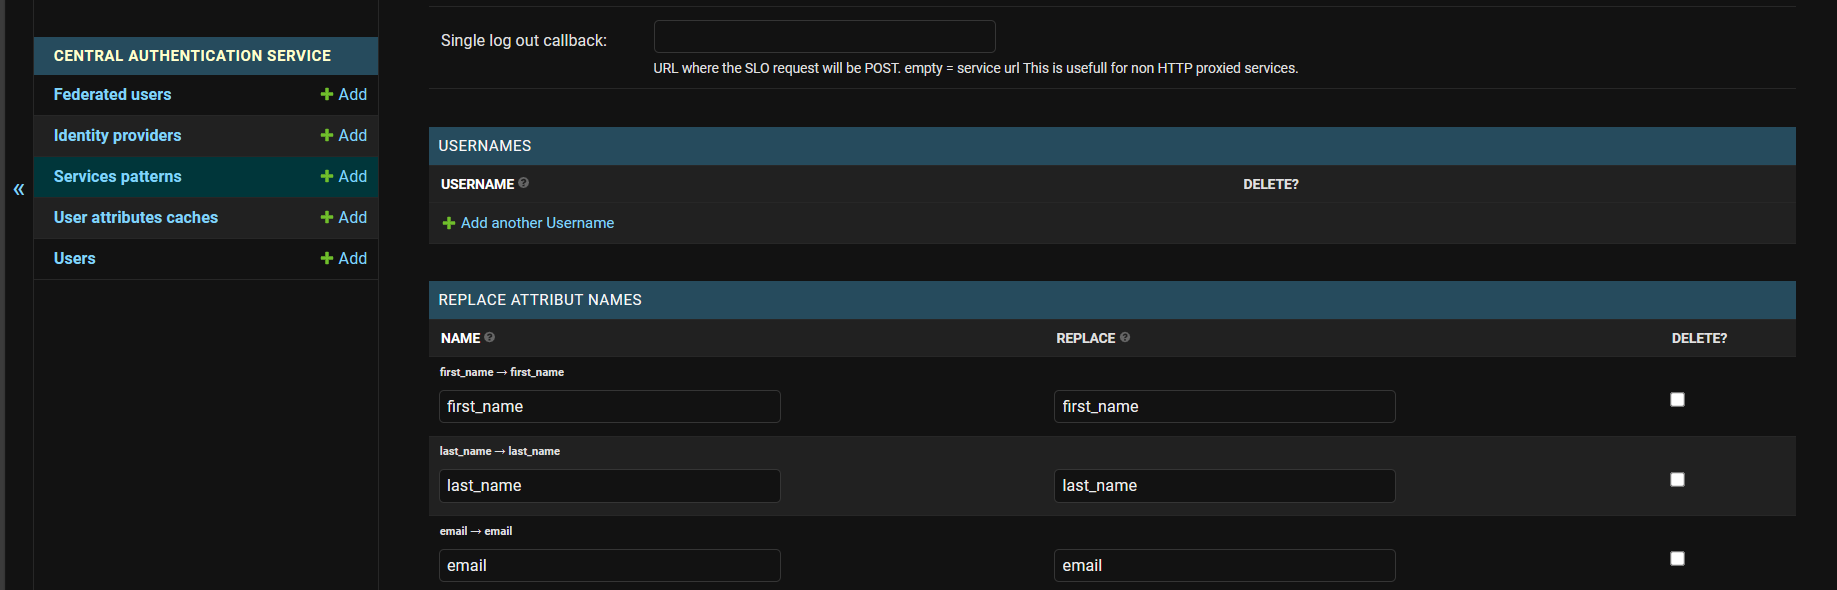 CENTRAL AUTHENTICATION SERVICE
Federated users + Add
Identity providers + Add
Services patterns + Add
User attributes caches + Add
Users + Add
«
Single log out callback:
URL where the SLO request will be POST. empty = service url This is usefull for non HTTP proxied services.
USERNAMES
USERNAME ? DELETE?
+ Add another Username
REPLACE ATTRIBUT NAMES
NAME ? REPLACE ? DELETE?
first_name → first_name
first_name first_name
last_name → last_name
last_name last_name
email → email
email email